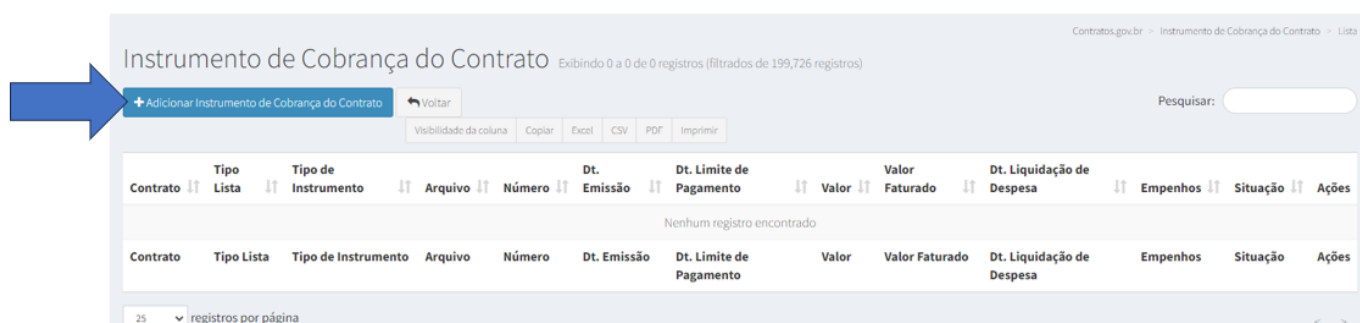 Contratos.gov.br > Instrumento de Cobrança do Contrato > Lista
Instrumento de Cobrança do Contrato Exibindo 0 a 0 de 0 registros (filtrados de 199,726 registros)
+ Adicionar Instrumento de Cobrança do Contrato Voltar Pesquisar:
Visibilidade da coluna Copiar Excel CSV PDF Imprimir
Contrato Tipo Lista Tipo de Instrumento Arquivo Número Dt. Emissão Dt. Limite de Pagamento Valor Valor Faturado Dt. Liquidação de Despesa Empenhos Situação Ações
Nenhum registro encontrado
Contrato Tipo Lista Tipo de Instrumento Arquivo Número Dt. Emissão Dt. Limite de Pagamento Valor Valor Faturado Dt. Liquidação de Despesa Empenhos Situação Ações
25 registros por página